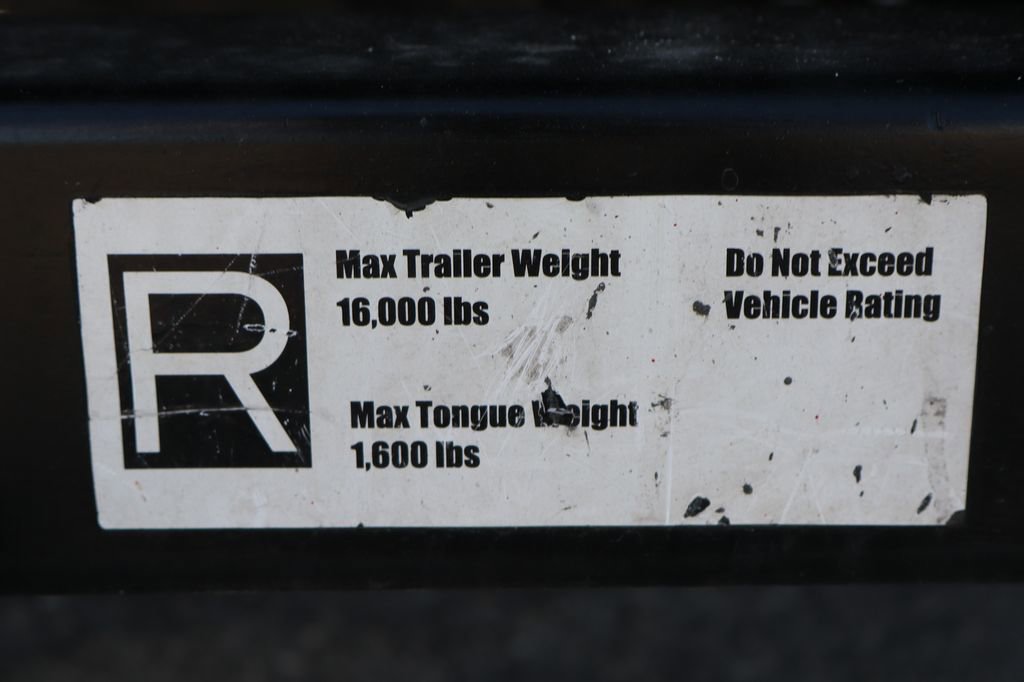 R
Max Trailer Weight
16,000 lbs
Max Tongue Weight
1,600 lbs
Do Not Exceed
Vehicle Rating